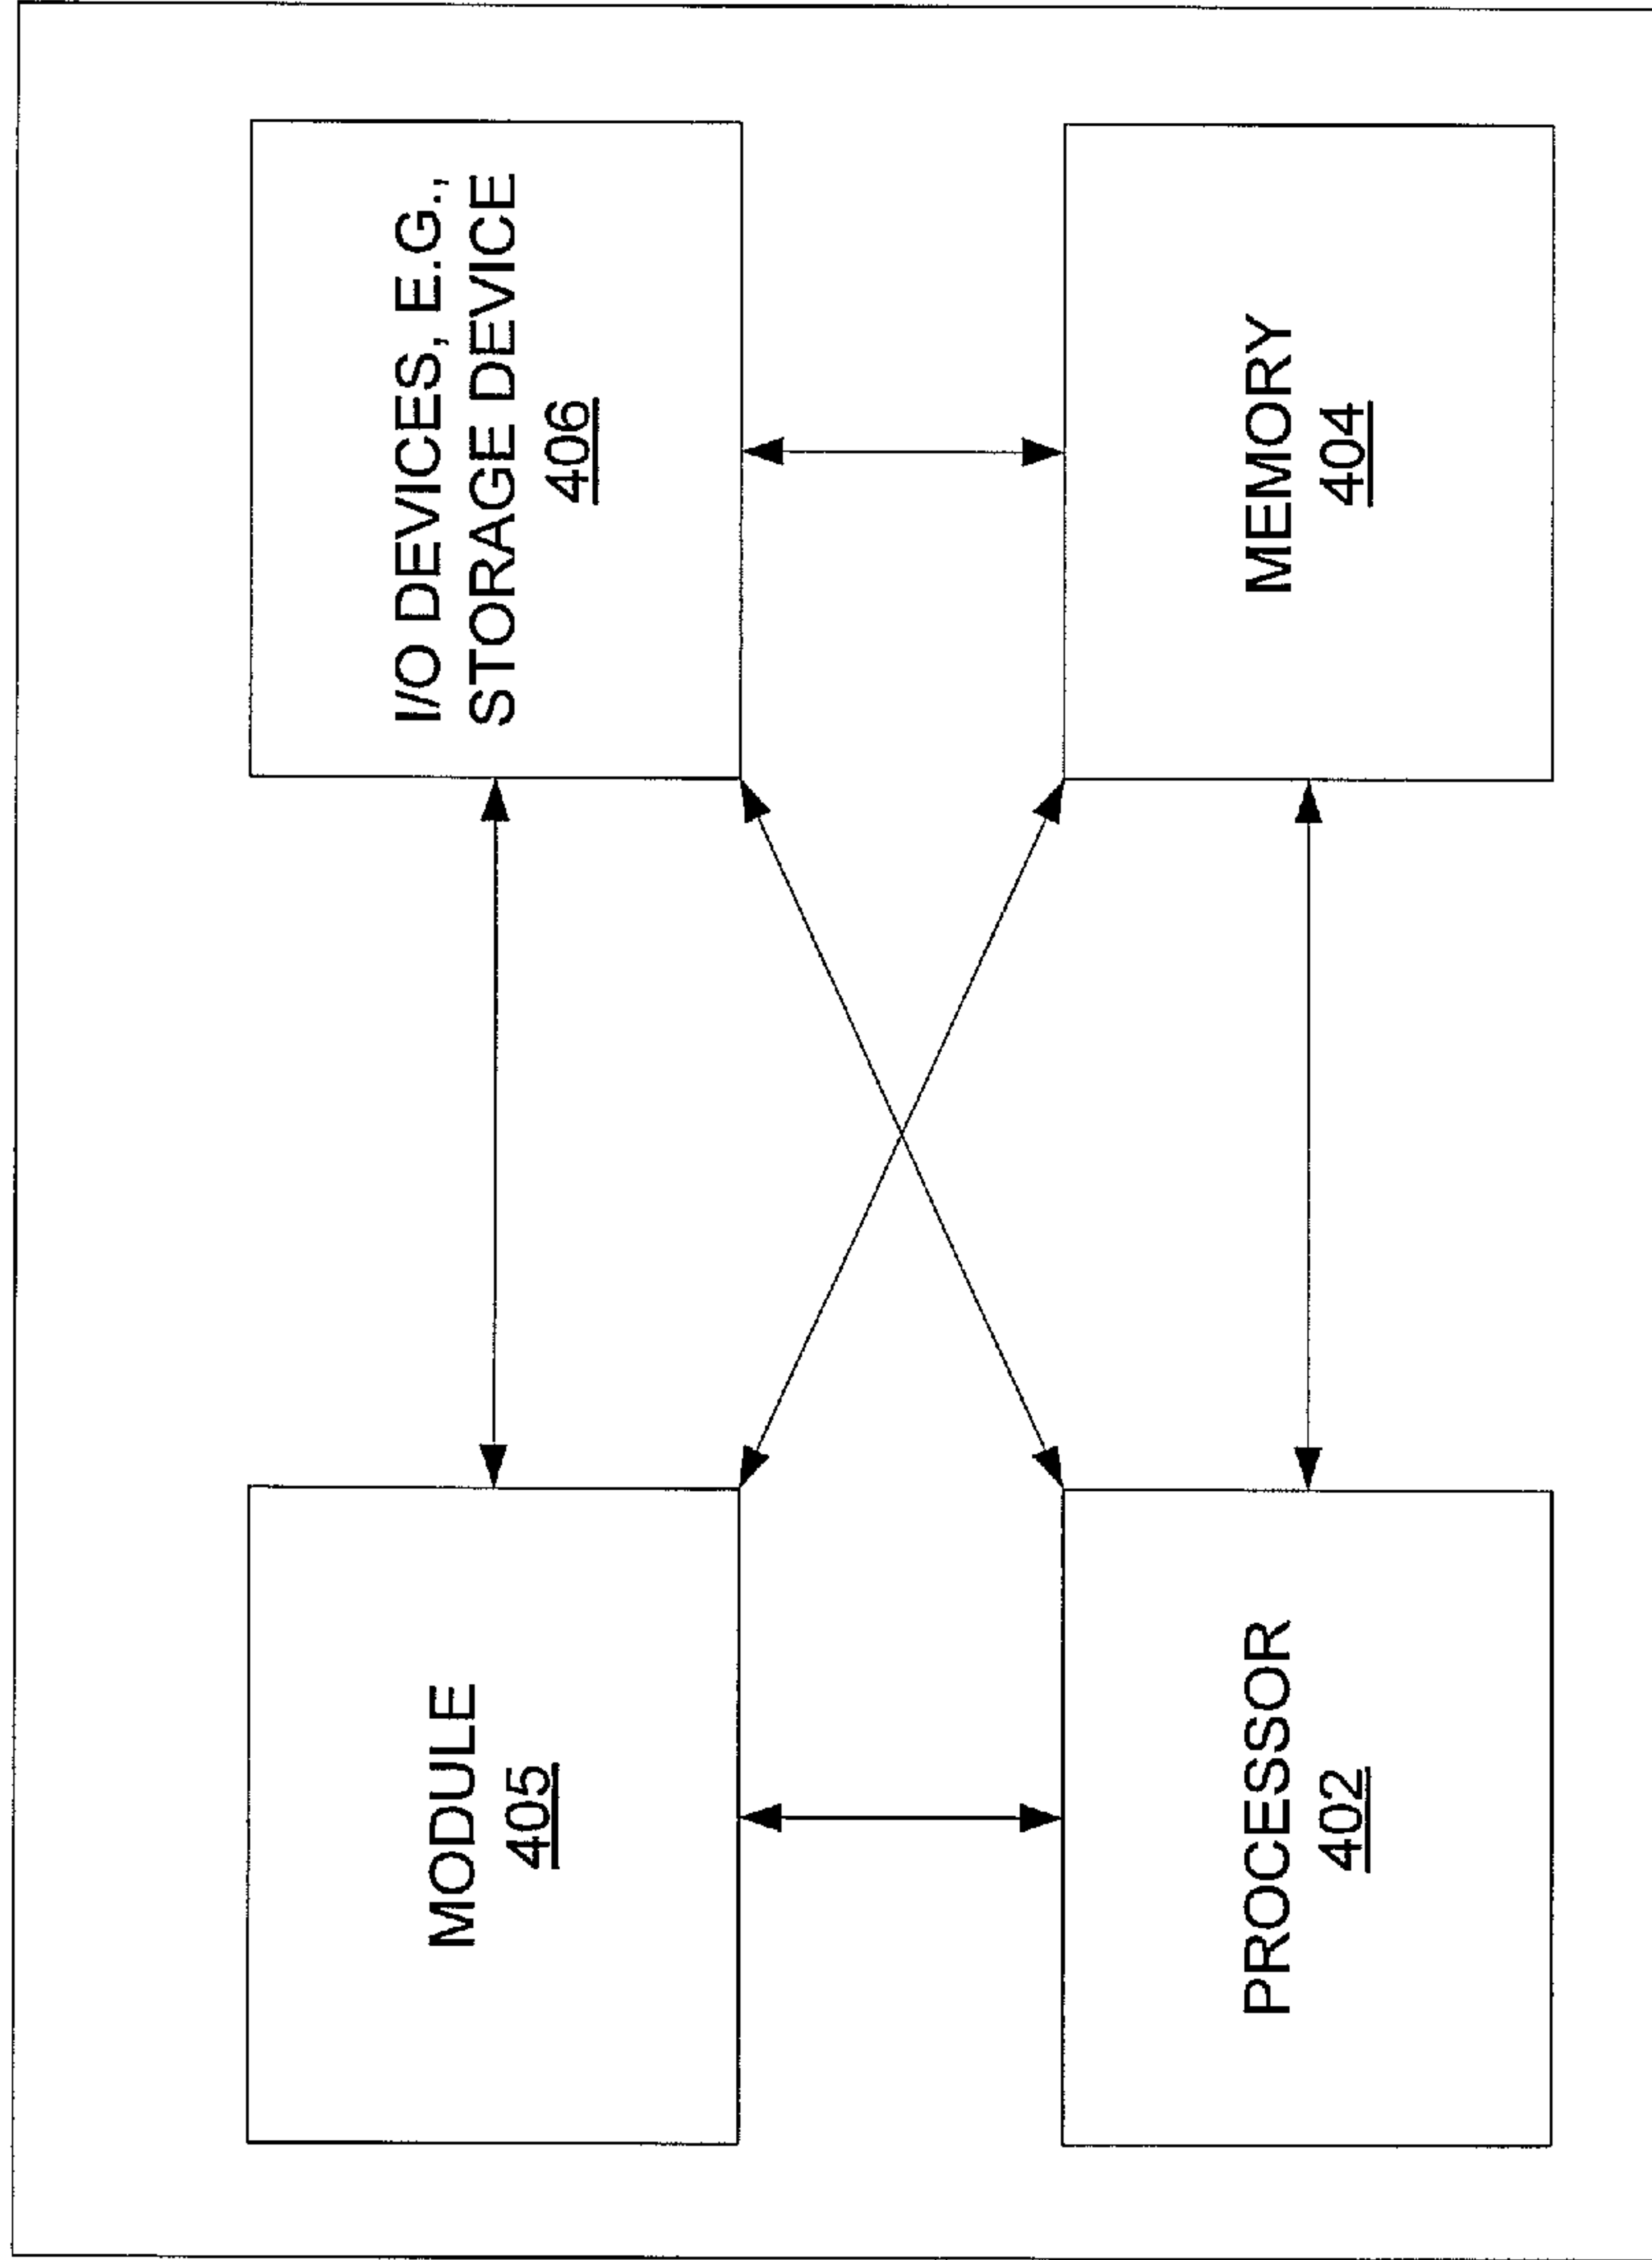 MODULE
405
I/O DEVICES, E.G.,
STORAGE DEVICE
406
PROCESSOR
402
MEMORY
404